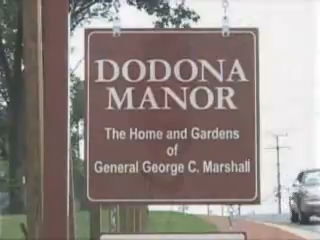 DODONA
MANOR
The Home and Gardens
of
General George C. Marshall